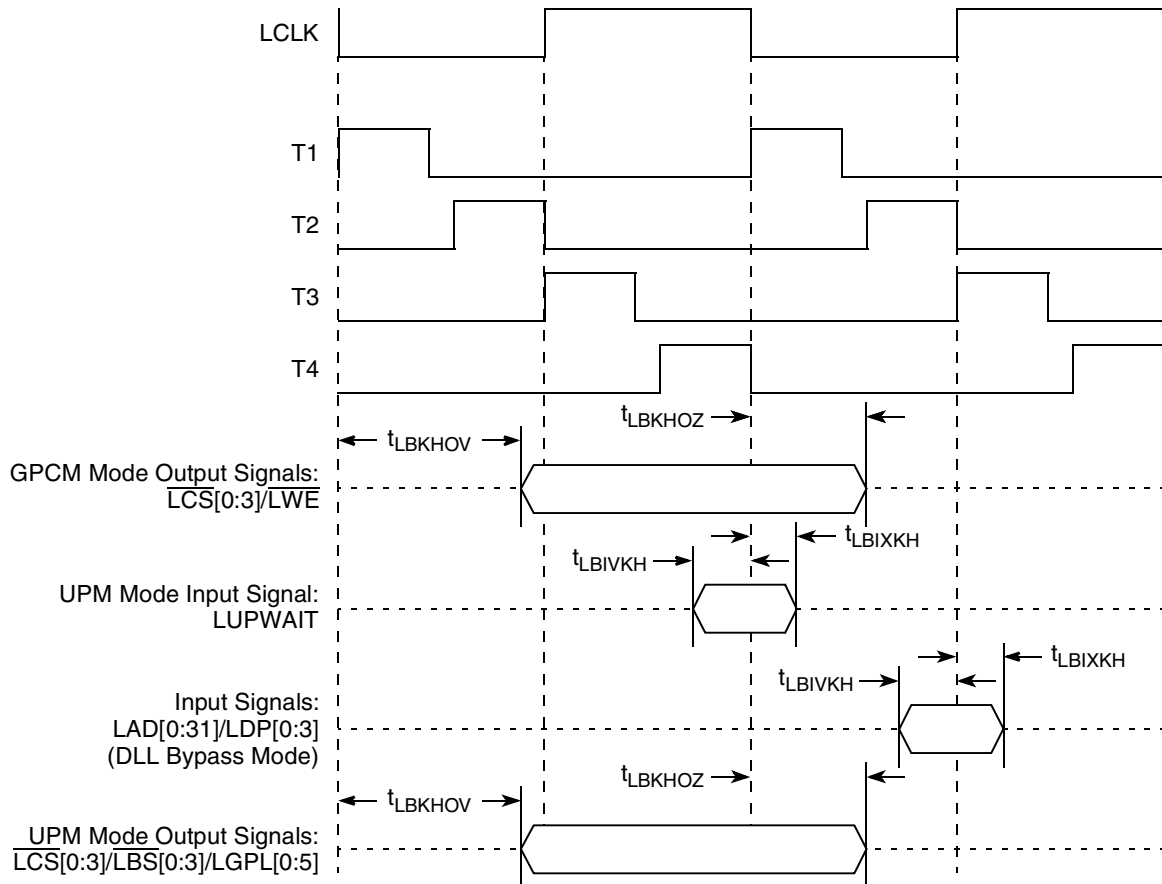 LCLK
T1
T2
T3
T4
tLBKHOZ
tLBKHOV
GPCM Mode Output Signals:
LCS[0:3]/LWE
tLBIXKH
tLBIVKH
UPM Mode Input Signal:
LUPWAIT
tLBIXKH
tLBIVKH
Input Signals:
LAD[0:31]/LDP[0:3]
(DLL Bypass Mode)
tLBKHOZ
tLBKHOV
UPM Mode Output Signals:
LCS[0:3]/LBS[0:3]/LGPL[0:5]